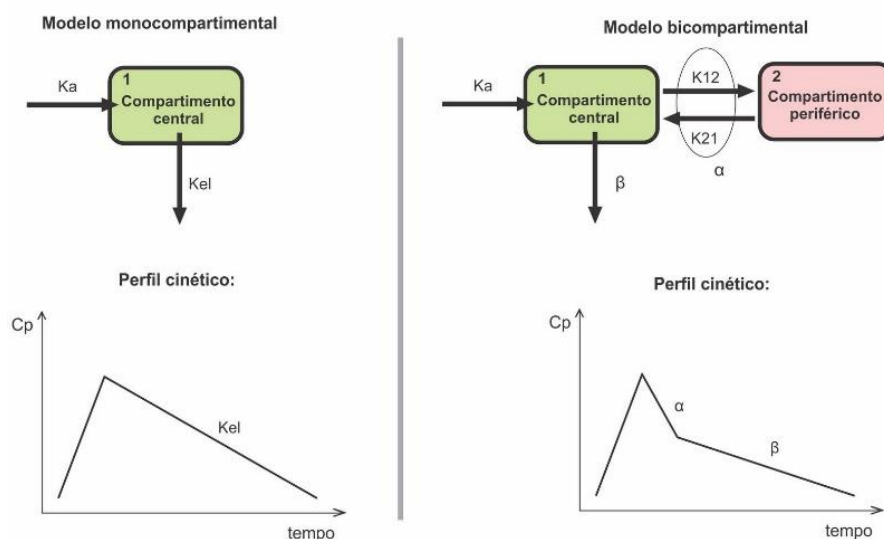 Modelo monocompartimental
Ka
1
Compartimento
central
Kel
Perfil cinético:
Cp
Kel
tempo
Modelo bicompartimental
Ka
1
Compartimento
central
K12
K21
α
2
Compartimento
periférico
β
Perfil cinético:
Cp
α
β
tempo